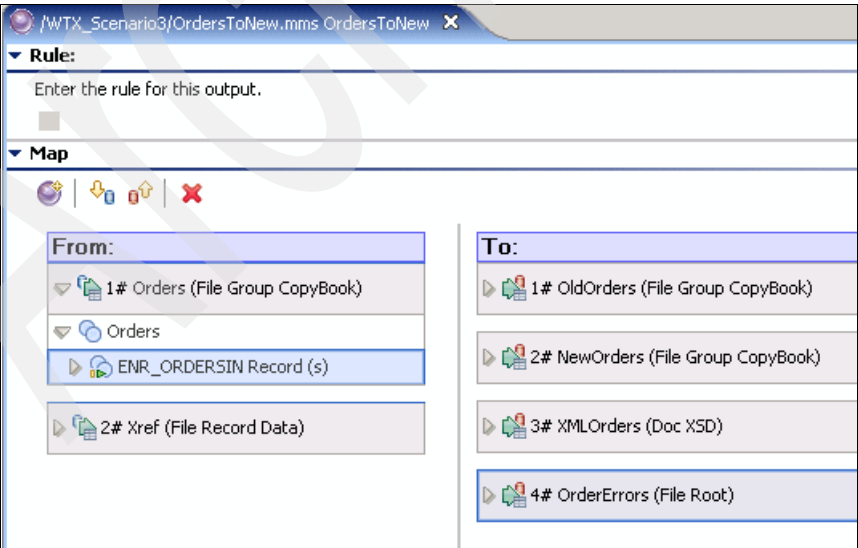 /WTX_Scenario3/OrdersToNew.mms OrdersToNew
Rule:
Enter the rule for this output.
Map
From:
1# Orders (File Group CopyBook)
Orders
ENR_ORDERSIN Record (s)
2# Xref (File Record Data)
To:
1# OldOrders (File Group CopyBook)
2# NewOrders (File Group CopyBook)
3# XMLOrders (Doc XSD)
4# OrderErrors (File Root)